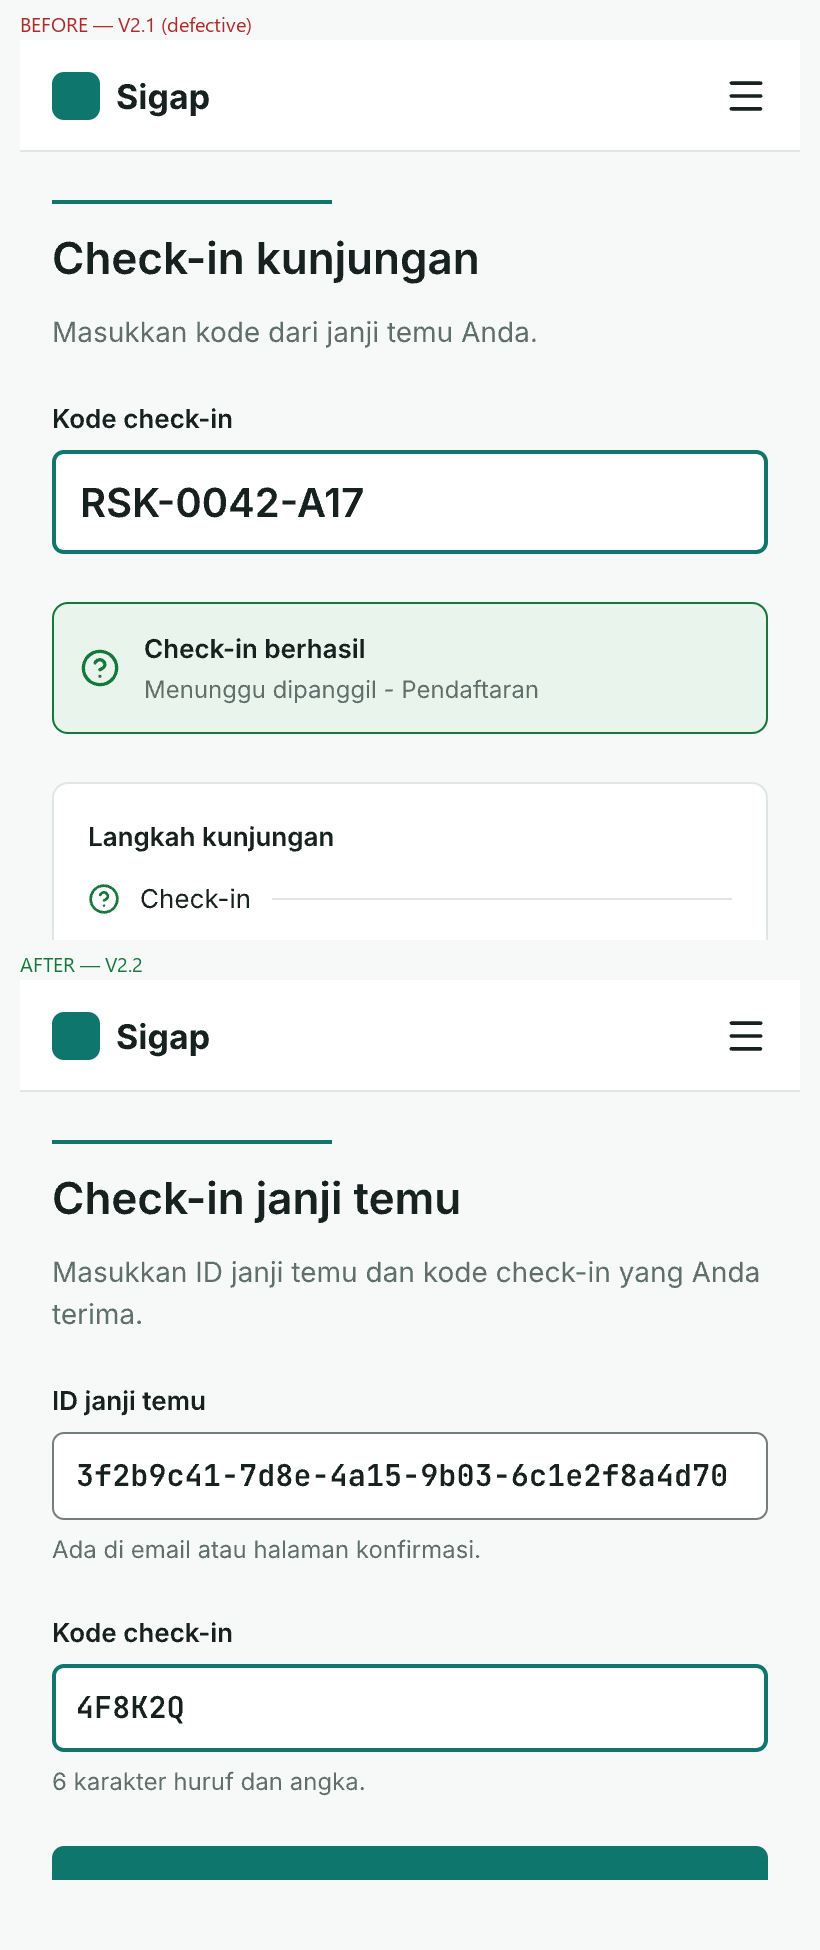 BEFORE — V2.1 (defective)
Sigap
Check-in kunjungan
Masukkan kode dari janji temu Anda.
Kode check-in
RSK-0042-A17
Check-in berhasil
Menunggu dipanggil - Pendaftaran
Langkah kunjungan
Check-in
AFTER — V2.2
Sigap
Check-in janji temu
Masukkan ID janji temu dan kode check-in yang Anda
terima.
ID janji temu
3f2b9c41-7d8e-4a15-9b03-6c1e2f8a4d70
Ada di email atau halaman konfirmasi.
Kode check-in
4F8K2Q
6 karakter huruf dan angka.